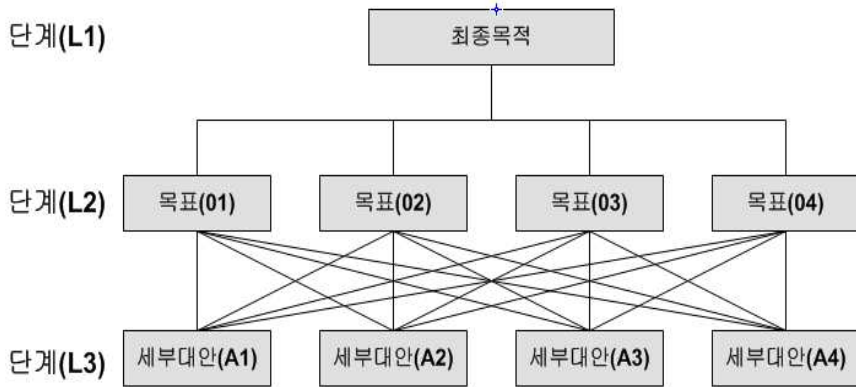 단계(L1) 최종목적
단계(L2) 목표(01) 목표(02) 목표(03) 목표(04)
단계(L3) 세부대안(A1) 세부대안(A2) 세부대안(A3) 세부대안(A4)